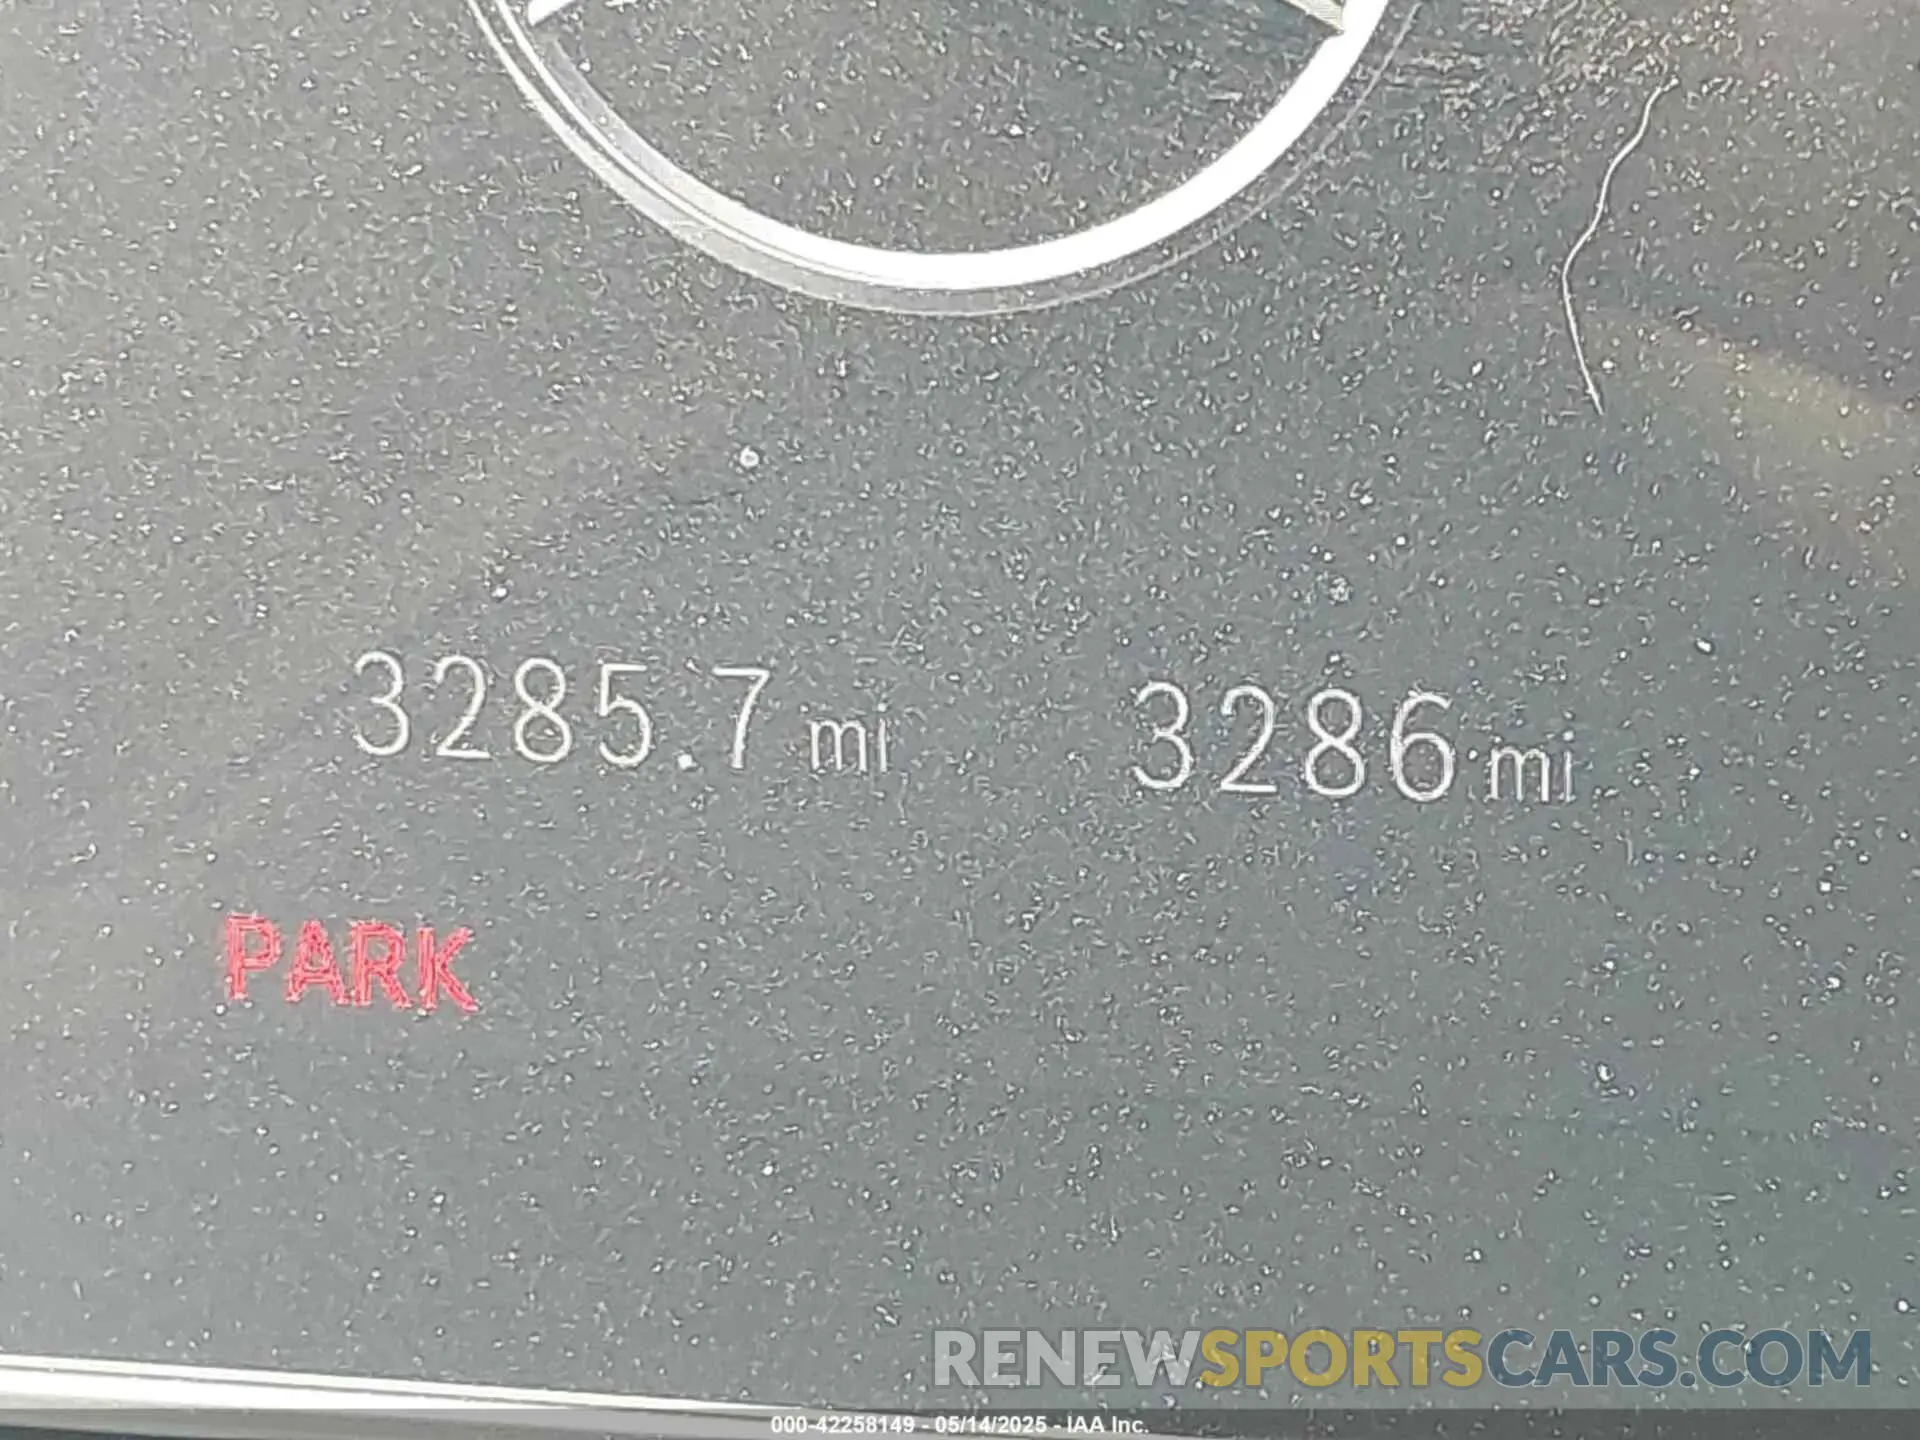 3285.7 mi 3286 mi
PARK
RENEWSPORTSCARS.COM
000-42258149 - 05/14/2025 - IAA Inc.